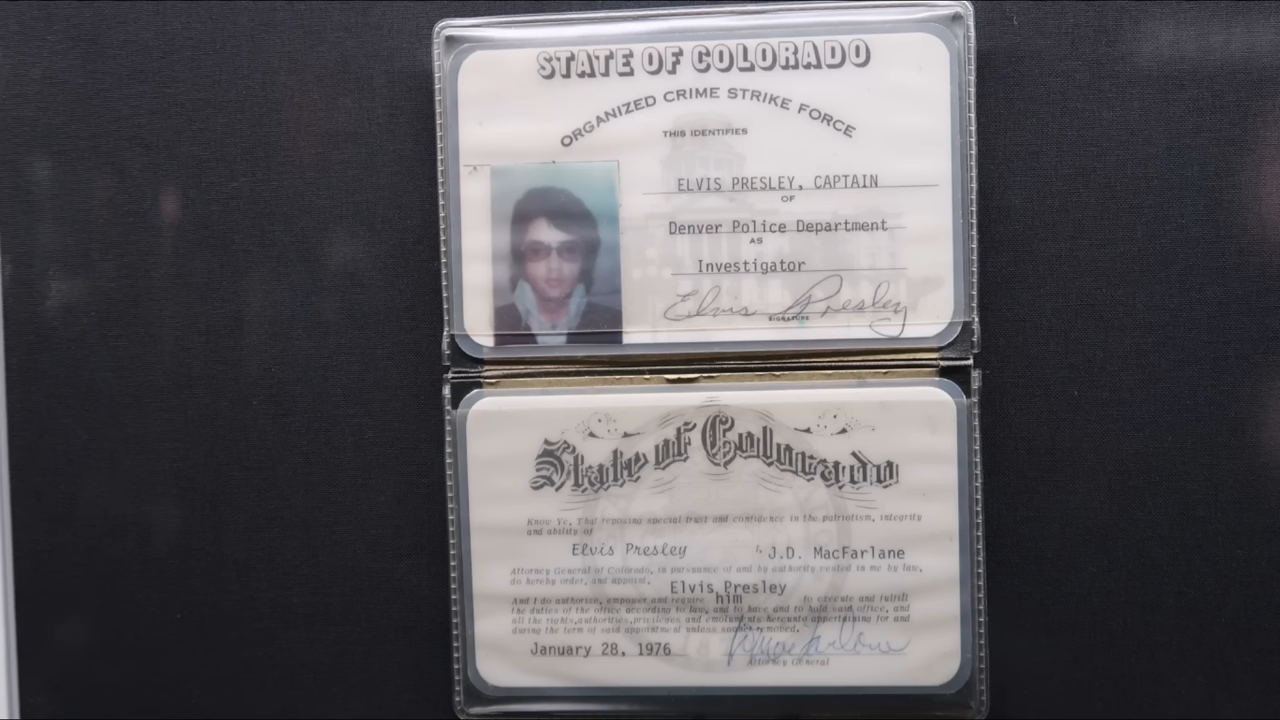 STATE OF COLORADO
ORGANIZED CRIME STRIKE FORCE
THIS IDENTIFIES
ELVIS PRESLEY, CAPTAIN
OF
Denver Police Department
AS
Investigator
Elvis Presley
SIGNATURE
State of Colorado
Know Ye, That reposing special trust and confidence in the patriotism, integrity
and ability of
Elvis Presley J.D. MacFarlane
Attorney General of Colorado, in pursuance of and by authority vested in me by law,
do hereby order, and appoint,
Elvis Presley
And I do authorize, empower and require him to execute and fulfill
the duties of the office according to law, and to have and to hold said office, and
all the rights, authorities, privileges and emoluments hereunto appertaining for and
during the term of said appointment unless sooner removed.
January 28, 1976
Attorney General